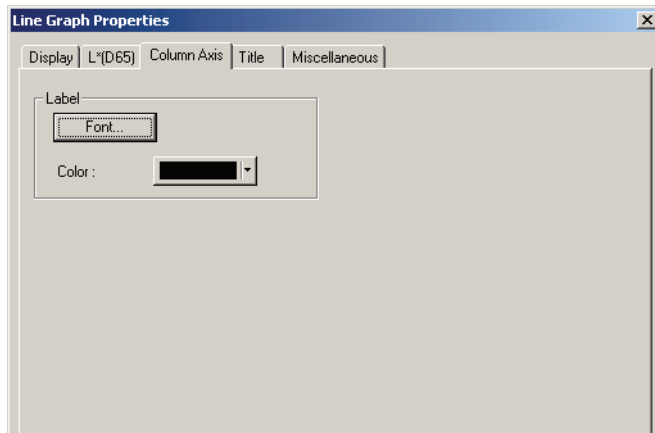 Line Graph Properties
Display L*(D65) Column Axis Title Miscellaneous
Label
Font...
Color :